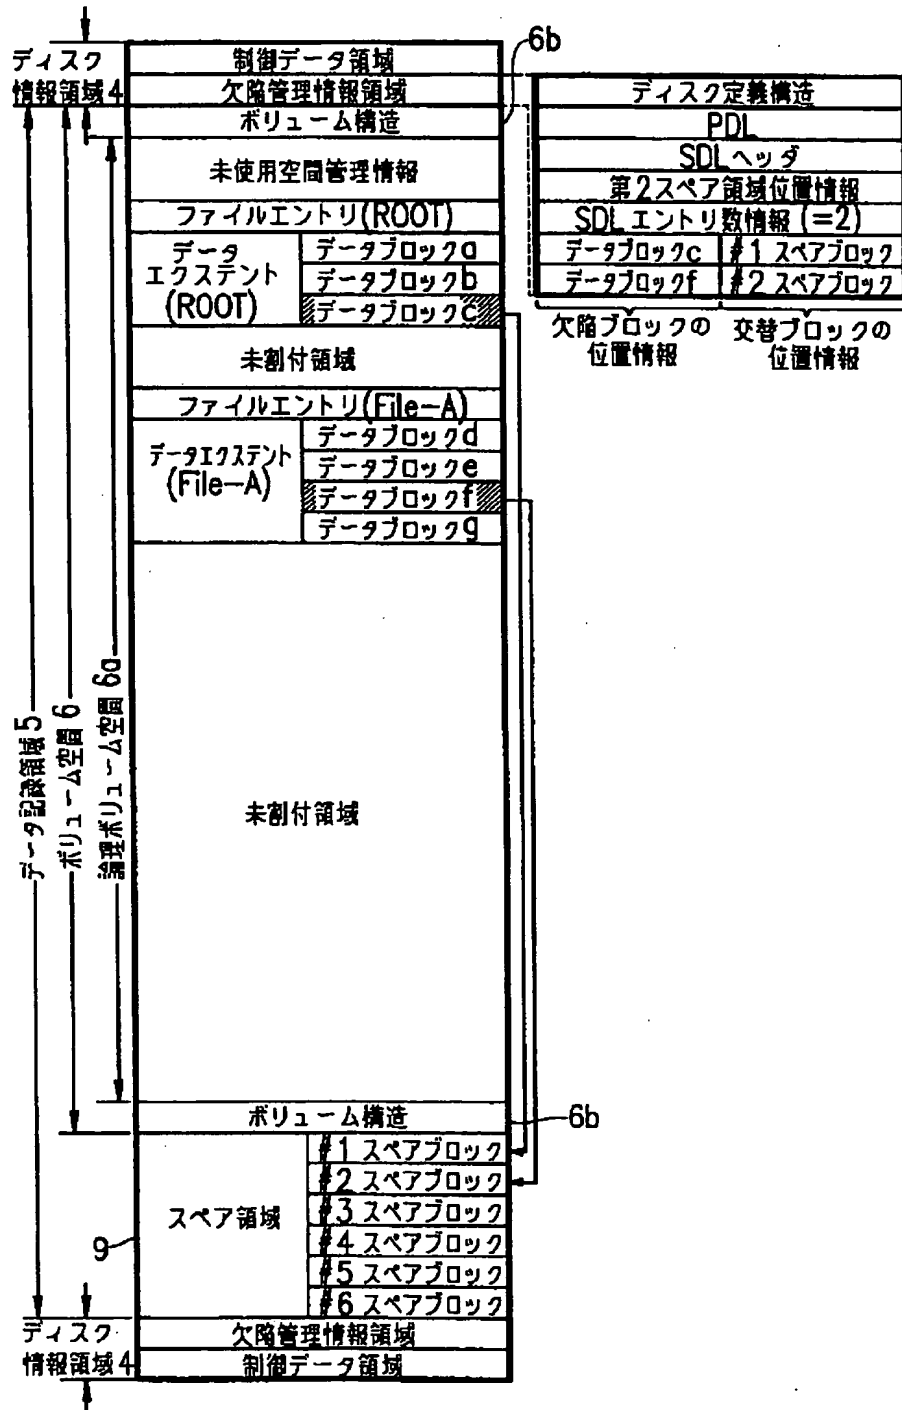 ディスク
情報領域4
制御データ領域
欠陥管理情報領域
ボリューム構造
6b
未使用空間管理情報
ファイルエントリ(ROOT)
データ
エクステント
(ROOT)
データブロックa
データブロックb
データブロックc
未割付領域
ファイルエントリ(File-A)
データエクステント
(File-A)
データブロックd
データブロックe
データブロックf
データブロックg
未割付領域
ボリューム構造
6b
スペア領域
9
#1 スペアブロック
#2 スペアブロック
#3 スペアブロック
#4 スペアブロック
#5 スペアブロック
#6 スペアブロック
ディスク
情報領域4
欠陥管理情報領域
制御データ領域
データ記録領域5
ボリューム空間6
論理ボリューム空間6a
ディスク定義構造
PDL
SDLヘッダ
第2スペア領域位置情報
SDLエントリ数情報(=2)
データブロックc #1 スペアブロック
データブロックf #2 スペアブロック
欠陥ブロックの
位置情報
交替ブロックの
位置情報